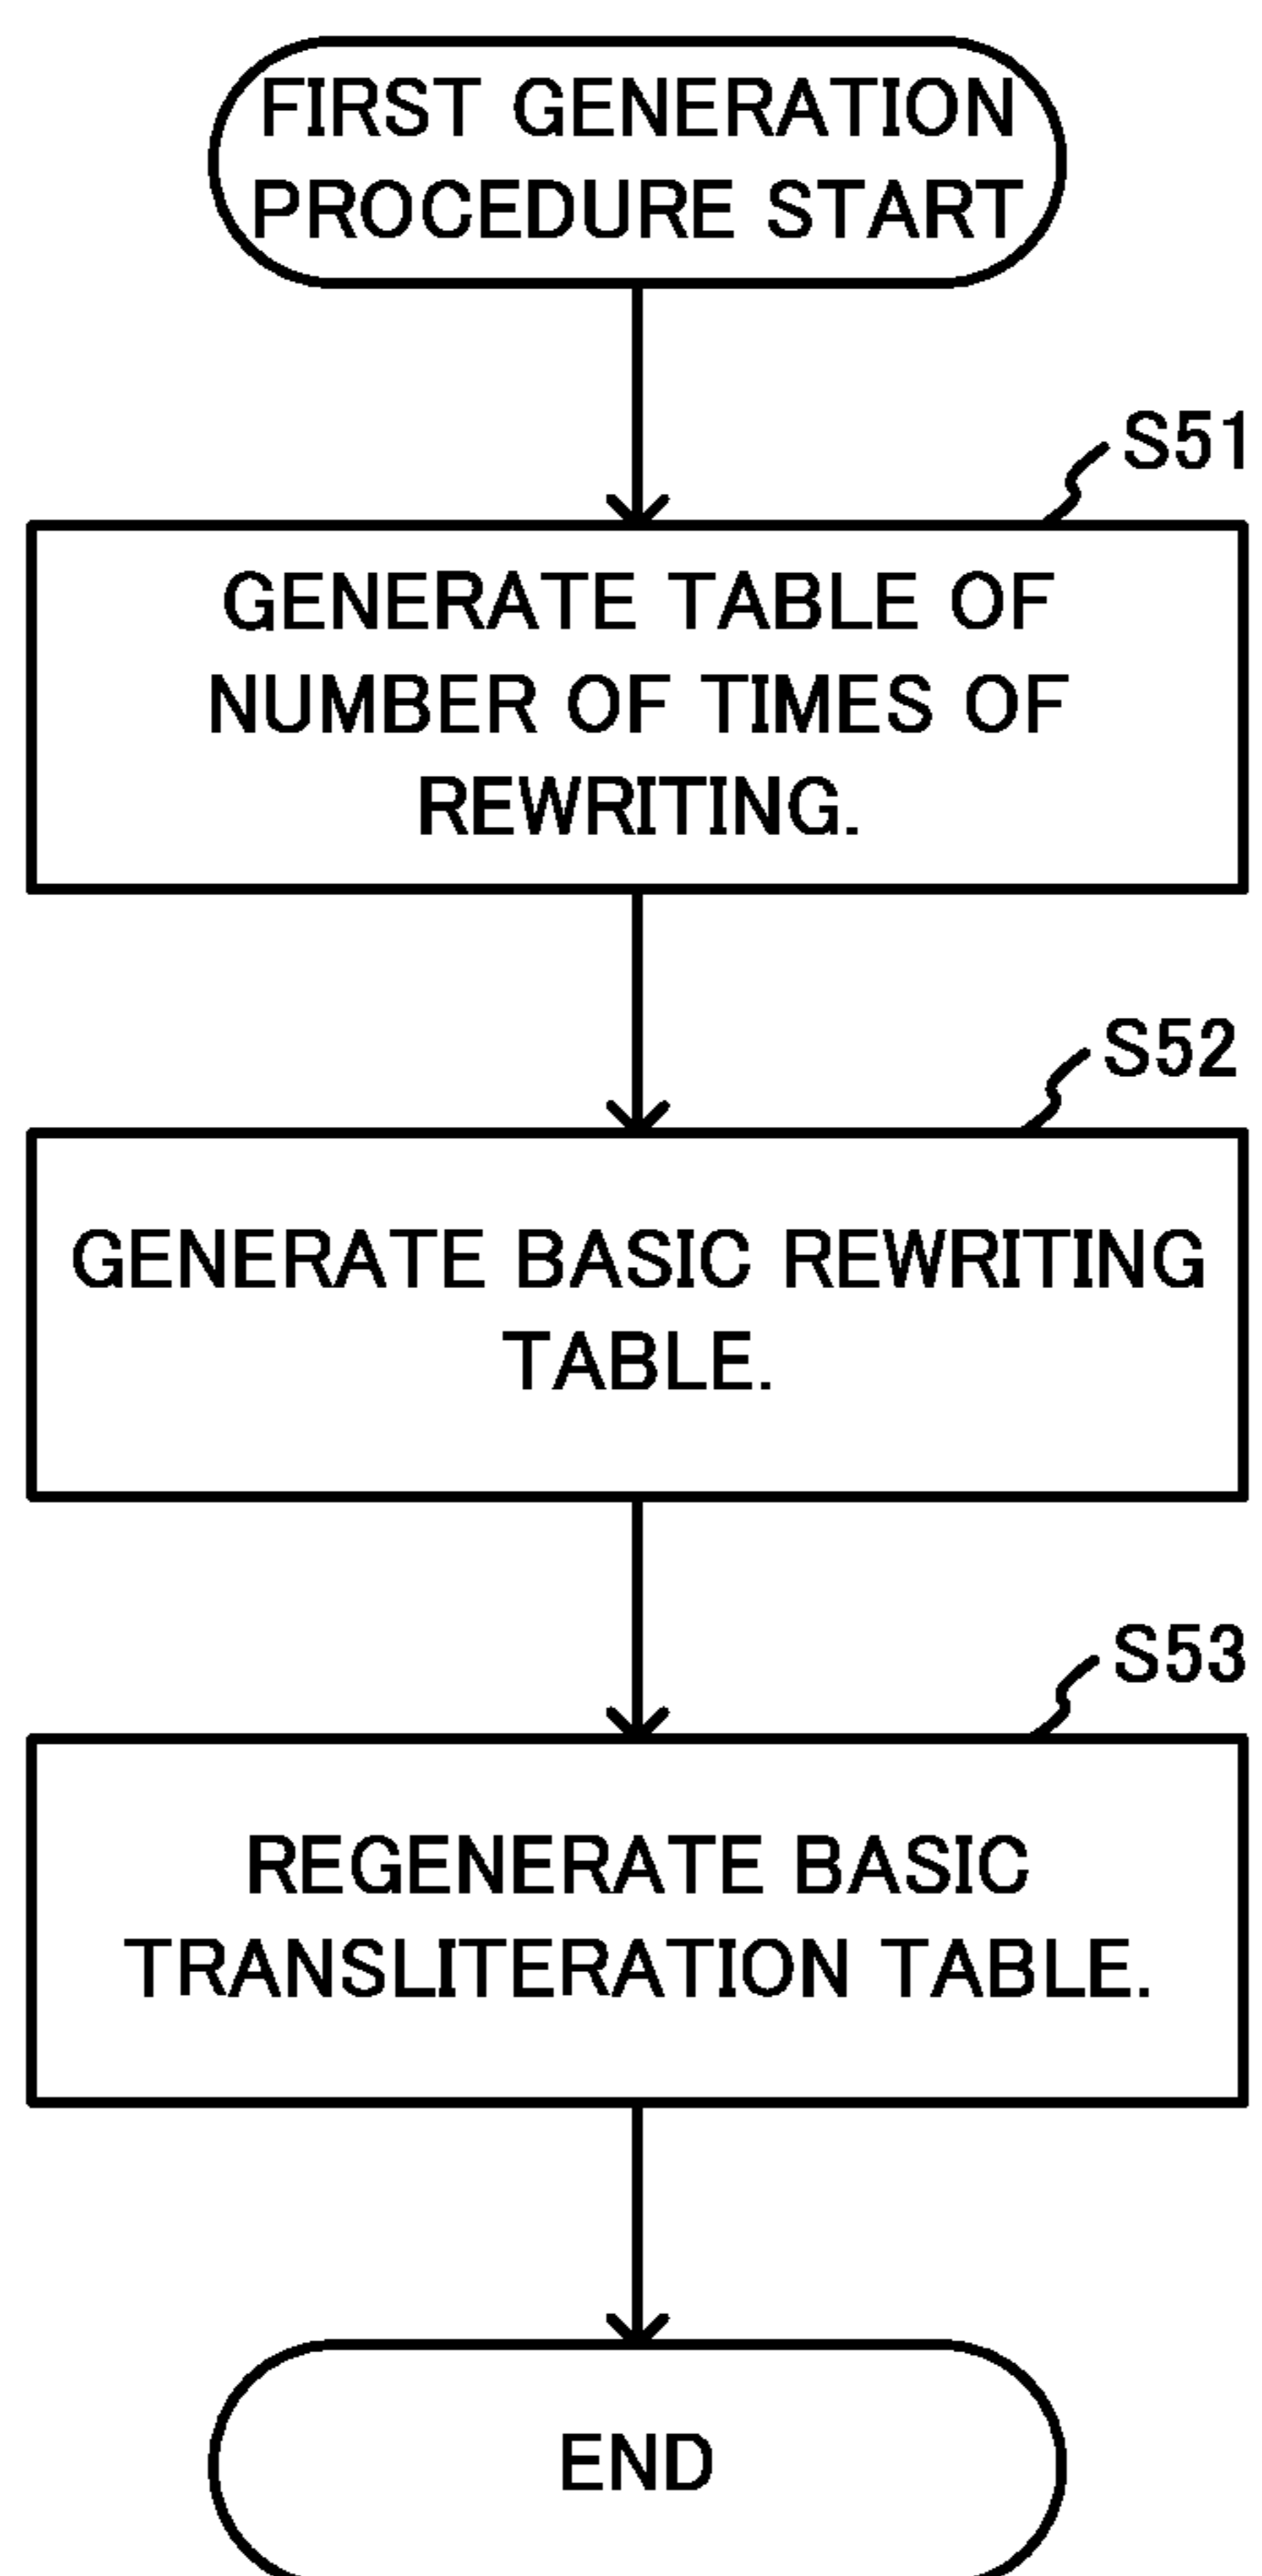 FIRST GENERATION
PROCEDURE START
S51
GENERATE TABLE OF
NUMBER OF TIMES OF
REWRITING.
S52
GENERATE BASIC REWRITING
TABLE.
S53
REGENERATE BASIC
TRANSLITERATION TABLE.
END